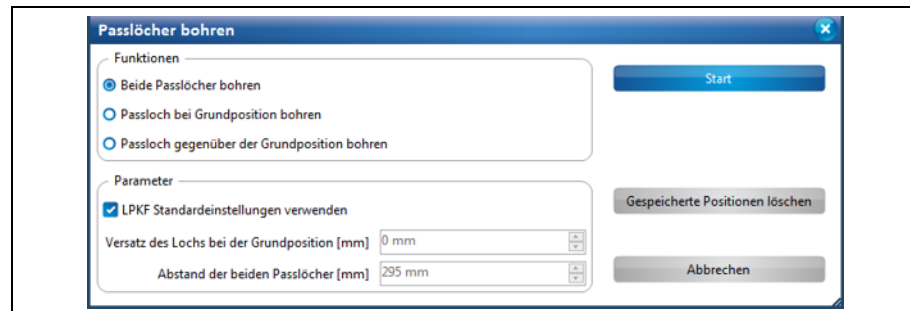 Passlöcher bohren
Funktionen
Beide Passlöcher bohren
Passloch bei Grundposition bohren
Passloch gegenüber der Grundposition bohren
Start
Parameter
LPKF Standardeinstellungen verwenden
Versatz des Lochs bei der Grundposition [mm] 0 mm
Abstand der beiden Passlöcher [mm] 295 mm
Gespeicherte Positionen löschen
Abbrechen